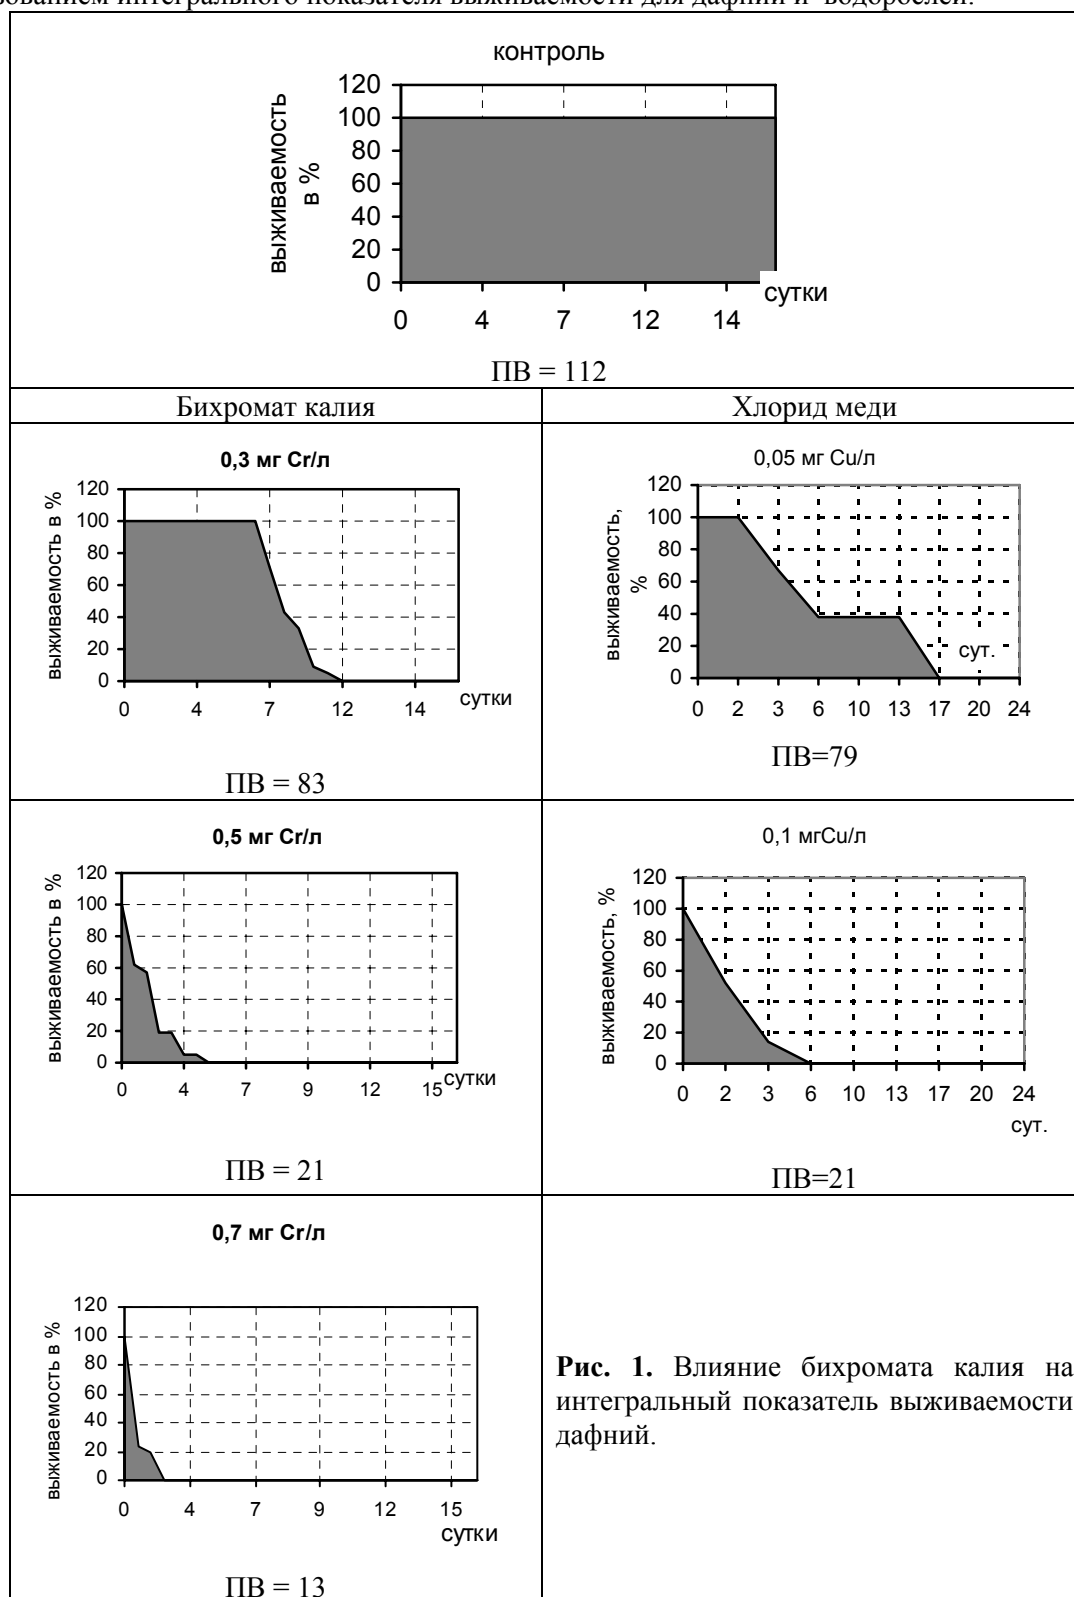 зованием интегрального показателя выживаемости для дафний и водорослей.
контроль
выживаемость
в %
120
100
80
60
40
20
0
0 4 7 12 14
сутки
ПВ = 112
Бихромат калия
Хлорид меди
0,3 мг Cr/л
выживаемость в %
120
100
80
60
40
20
0
0 4 7 12 14
сутки
ПВ = 83
0,05 мг Cu/л
выживаемость,
%
120
100
80
60
40
20
0
сут.
0 2 3 6 10 13 17 20 24
ПВ=79
0,5 мг Cr/л
выживаемость в %
120
100
80
60
40
20
0
0 4 7 9 12 15
сутки
ПВ = 21
0,1 мгCu/л
выживаемость, %
120
100
80
60
40
20
0
0 2 3 6 10 13 17 20 24
сут.
ПВ=21
0,7 мг Cr/л
выживаемость в %
120
100
80
60
40
20
0
0 4 7 9 12 15
сутки
ПВ = 13
Рис. 1. Влияние бихромата калия на
интегральный показатель выживаемости
дафний.